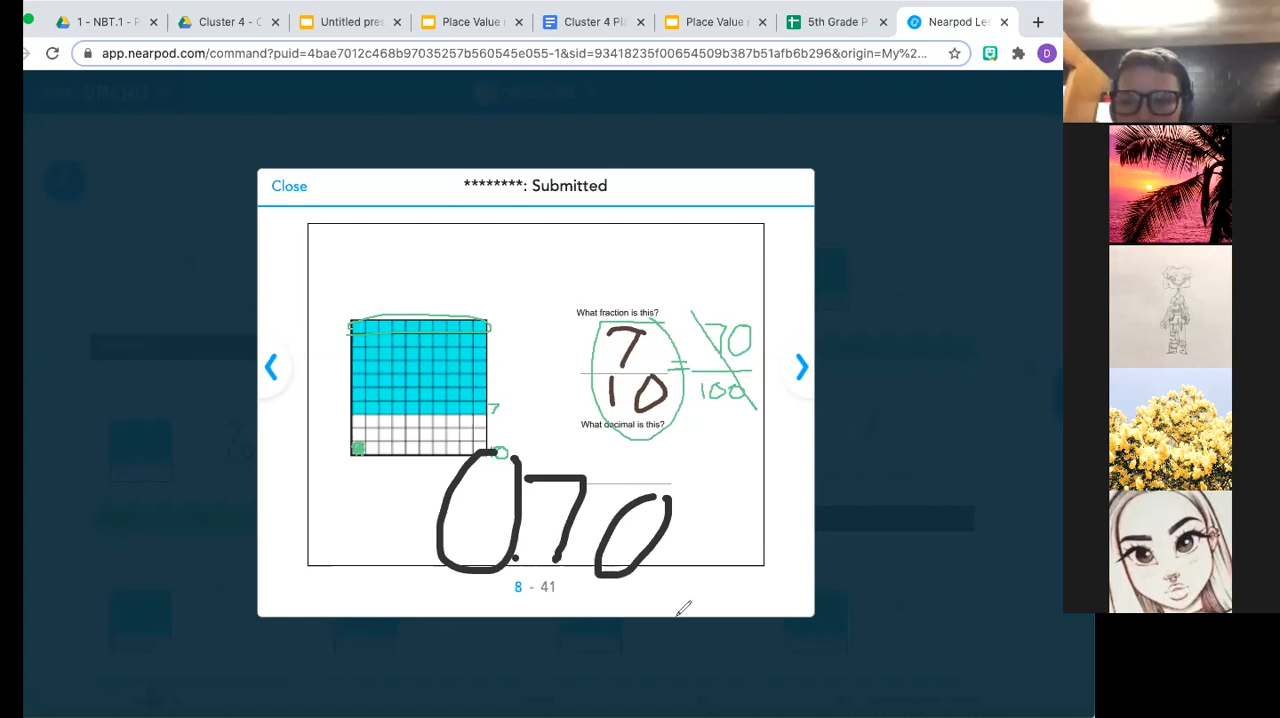 1 - NBT.1 - P
Cluster 4 - C
Untitled pres
Place Value r
Cluster 4 Pla
Place Value r
5th Grade P
Nearpod Les
app.nearpod.com/command?puid=4bae7012c468b97035257b560545e055-1&sid=93418235f00654509b387b51afb6b296&origin=My%2...
D
Close
********: Submitted
What fraction is this?
7
10
=
70
100
What decimal is this?
7
10
0.70
8 - 41